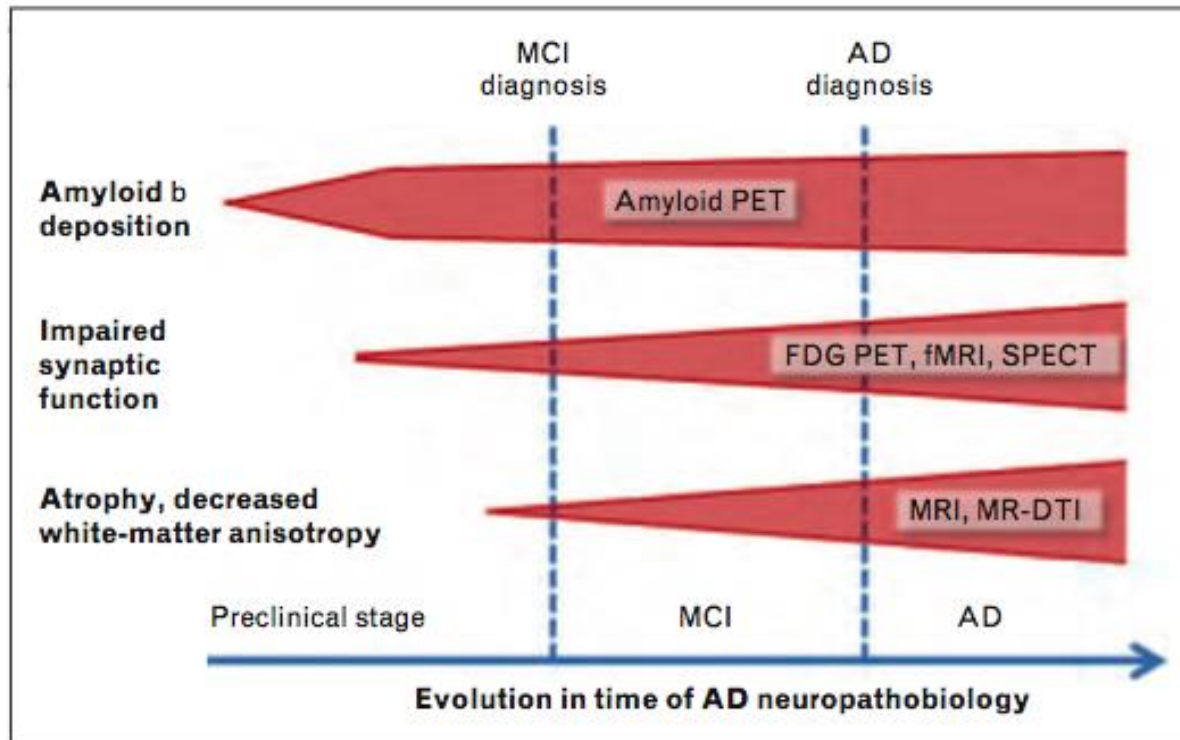 MCI
diagnosis
AD
diagnosis
Amyloid b
deposition
Amyloid PET
Impaired
synaptic
function
FDG PET, fMRI, SPECT
Atrophy, decreased
white-matter anisotropy
MRI, MR-DTI
Preclinical stage
MCI
AD
Evolution in time of AD neuropathobiology